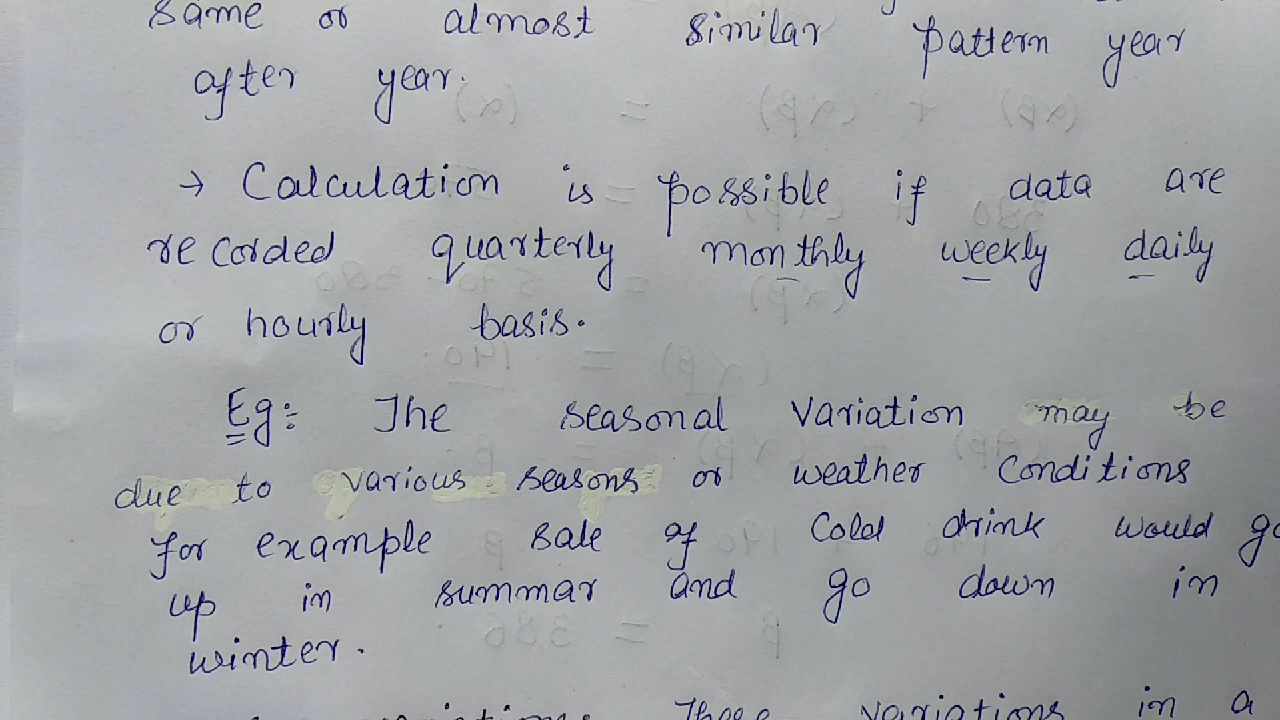 same or almost similar pattern year
after year.
→ Calculation is possible if data are
recorded quarterly monthly weekly daily
or hourly basis.
Eg:- The seasonal variation may be
due to various seasons or weather conditions
for example sale of cold drink would go
up in summar and go down in
winter.
These variations in a